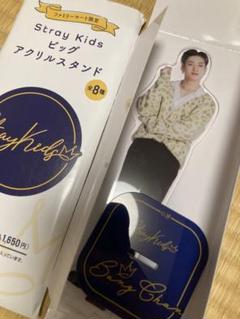 ファミリーマート限定
Stray Kids
ビッグ
アクリルスタンド
全8種
Stray Kids
1,650円)
Stray Kids
Bang Chan